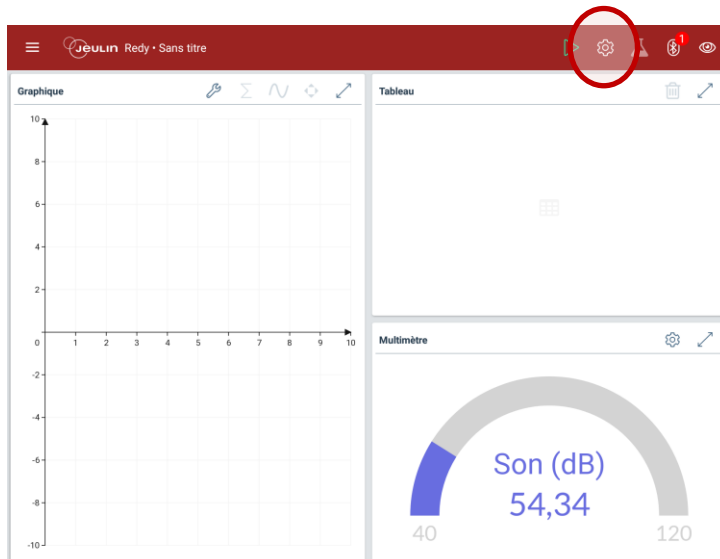 Jeulin Redy • Sans titre
1
Graphique
Tableau
10
8
6
4
2
0 1 2 3 4 5 6 7 8 9 10
-2
-4
-6
-8
-10
Multimètre
Son (dB)
54,34
40 120